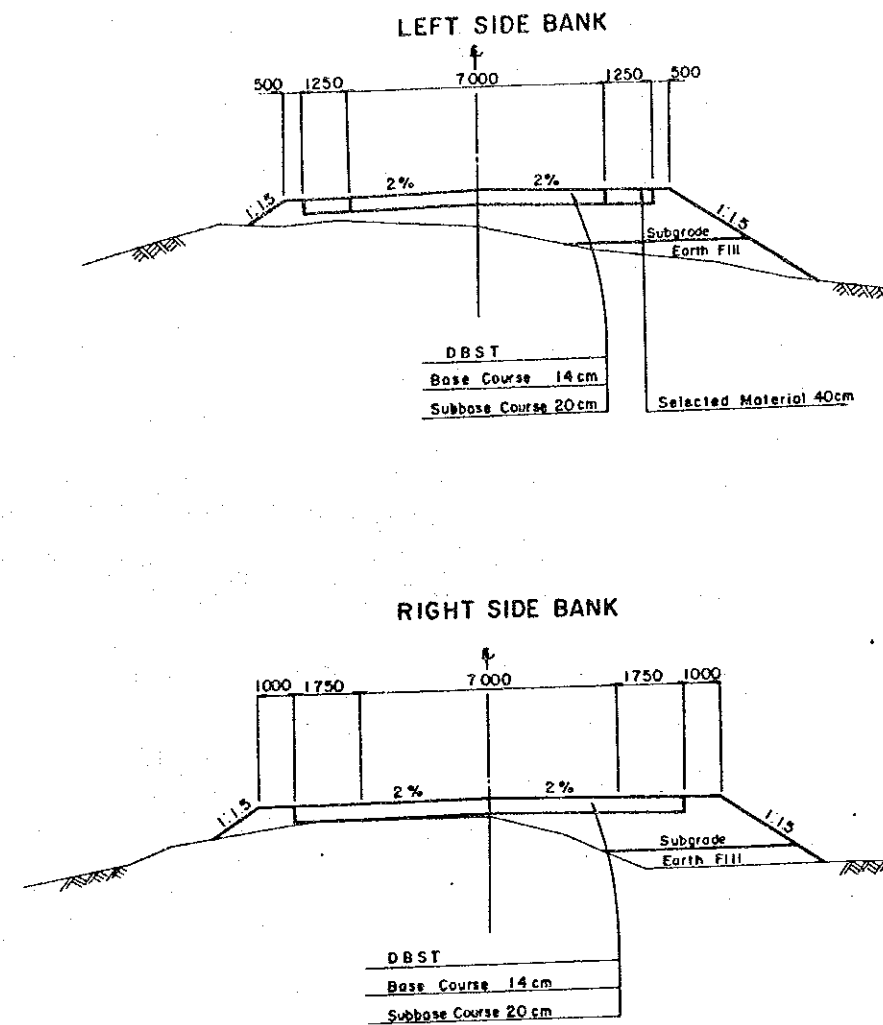 LEFT SIDE BANK
℄
500 1250 7000 1250 500
2% 2%
1:1.5 1:1.5
Subgrade
Earth Fill
DBST
Base Course 14cm
Subbase Course 20cm Selected Material 40cm
RIGHT SIDE BANK
℄
1000 1750 7000 1750 1000
2% 2%
1:1.5 1:1.5
Subgrade
Earth Fill
DBST
Base Course 14cm
Subbase Course 20cm